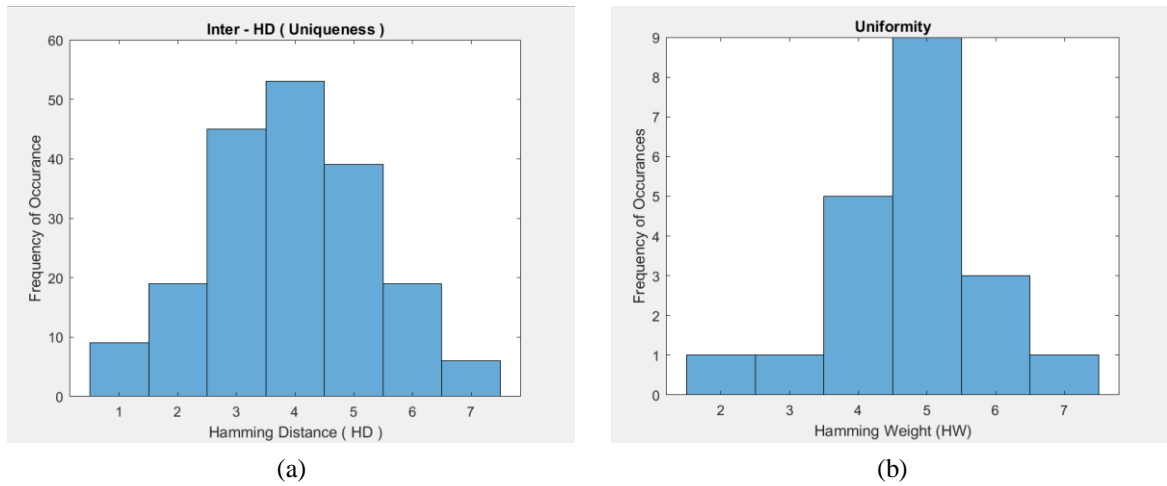 Inter - HD ( Uniqueness )
60
50
40
30
20
10
0
Frequency of Occurance
1 2 3 4 5 6 7
Hamming Distance ( HD )
(a)
Uniformity
9
8
7
6
5
4
3
2
1
0
Frequency of Occurances
2 3 4 5 6 7
Hamming Weight (HW)
(b)